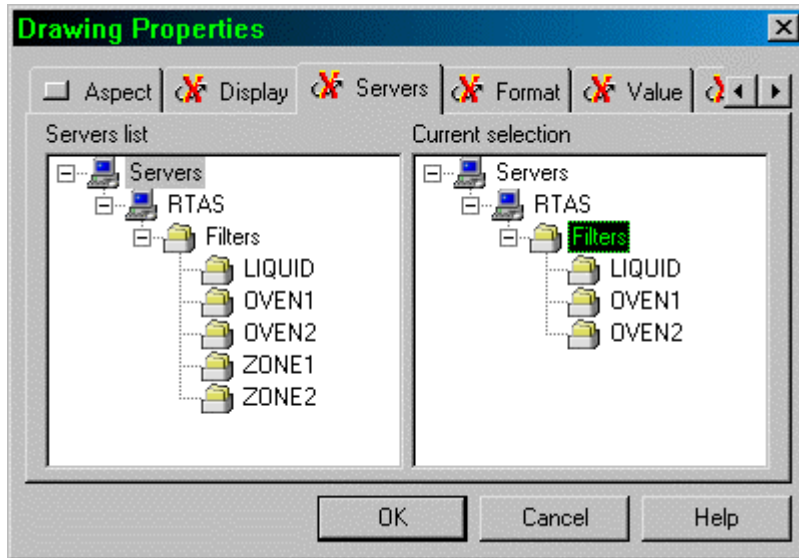 Drawing Properties
Aspect Display Servers Format Value
Servers list Current selection
Servers Servers
RTAS RTAS
Filters Filters
LIQUID LIQUID
OVEN1 OVEN1
OVEN2 OVEN2
ZONE1
ZONE2
OK Cancel Help